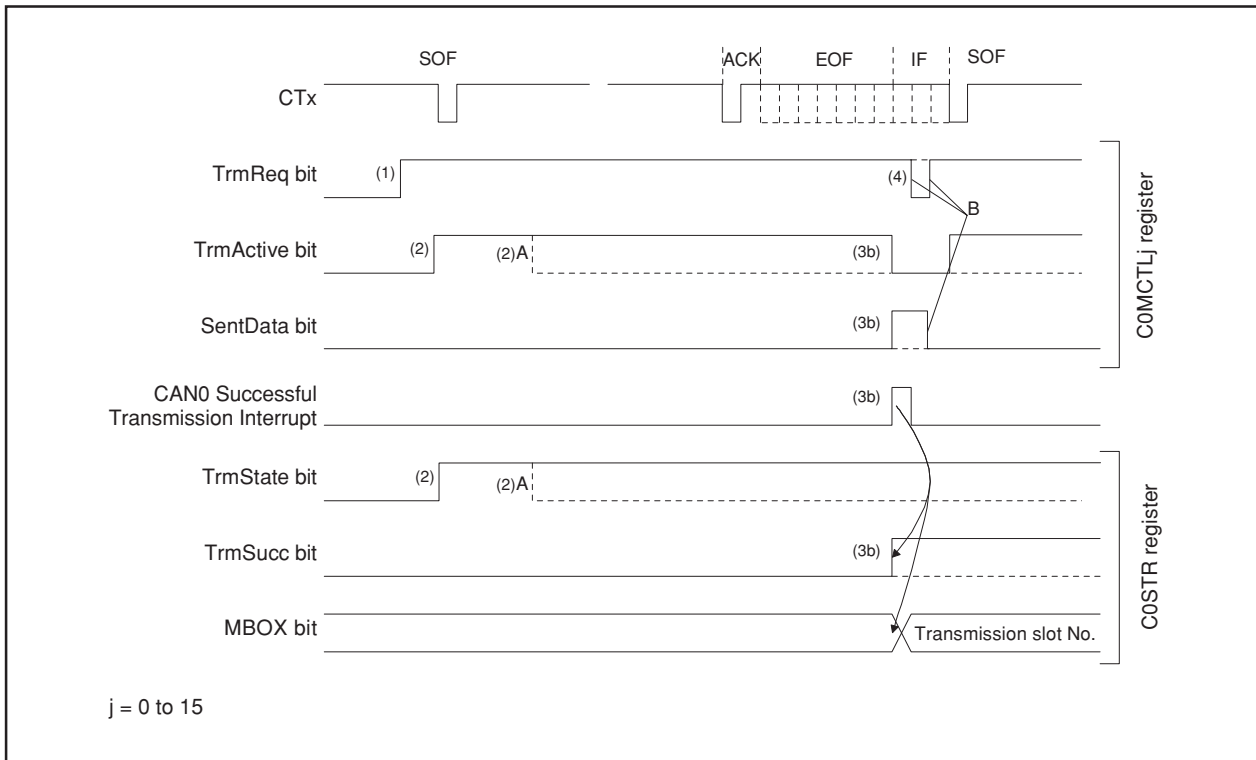 SOF
ACK
EOF
IF
SOF
CTx
TrmReq bit
(1)
(4)
B
TrmActive bit
(2)
(2)A
(3b)
SentData bit
(3b)
C0MCTLj register
CAN0 Successful
Transmission Interrupt
(3b)
TrmState bit
(2)
(2)A
TrmSucc bit
(3b)
MBOX bit
Transmission slot No.
C0STR register
j = 0 to 15